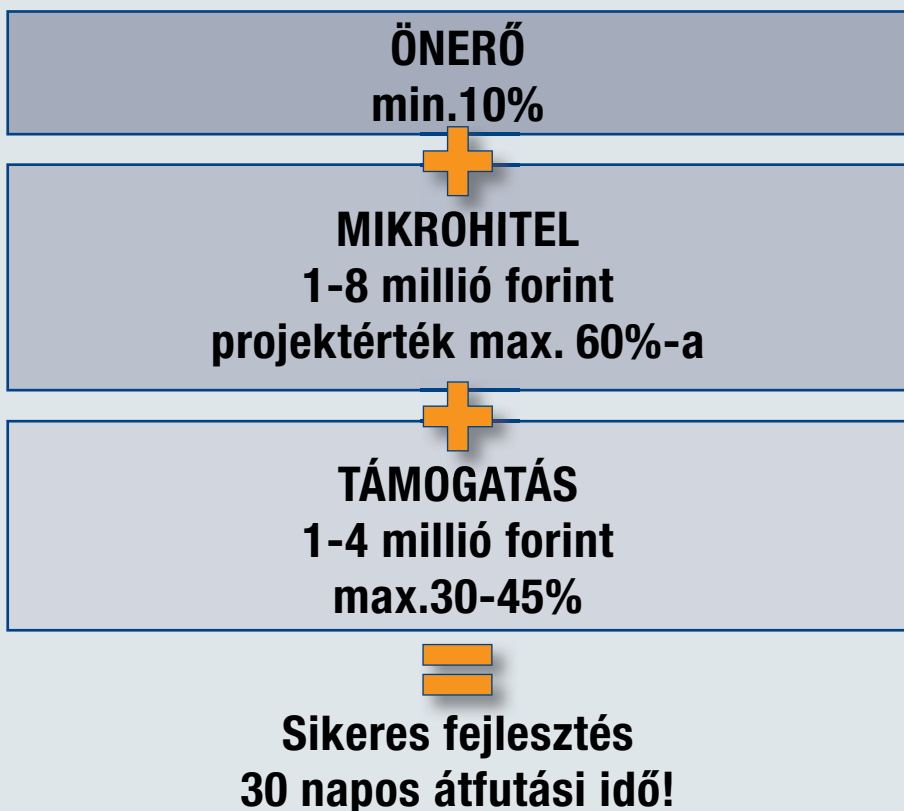 ÖNERŐ
min.10%
MIKROHITEL
1-8 millió forint
projektérték max. 60%-a
TÁMOGATÁS
1-4 millió forint
max.30-45%
Sikeres fejlesztés
30 napos átfutási idő!